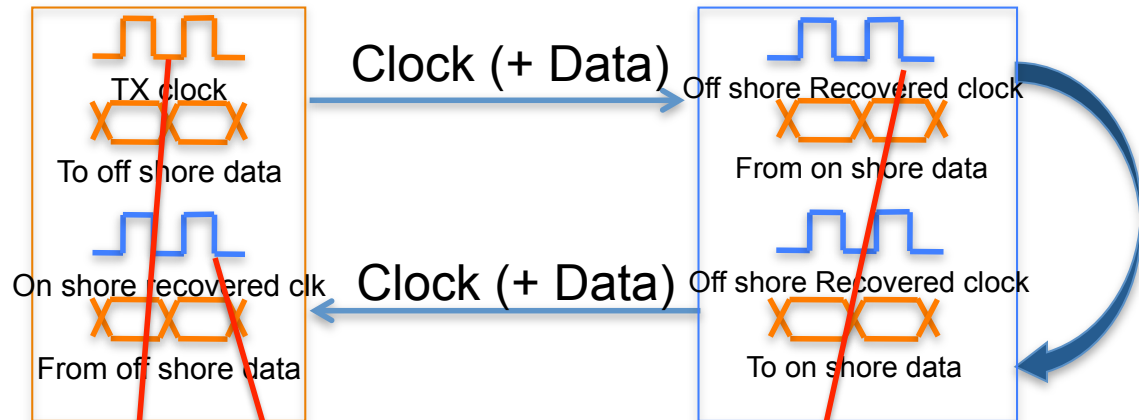 TX clock
To off shore data
On shore recovered clk
From off shore data
Clock (+ Data)
Clock (+ Data)
Off shore Recovered clock
From on shore data
Off shore Recovered clock
To on shore data